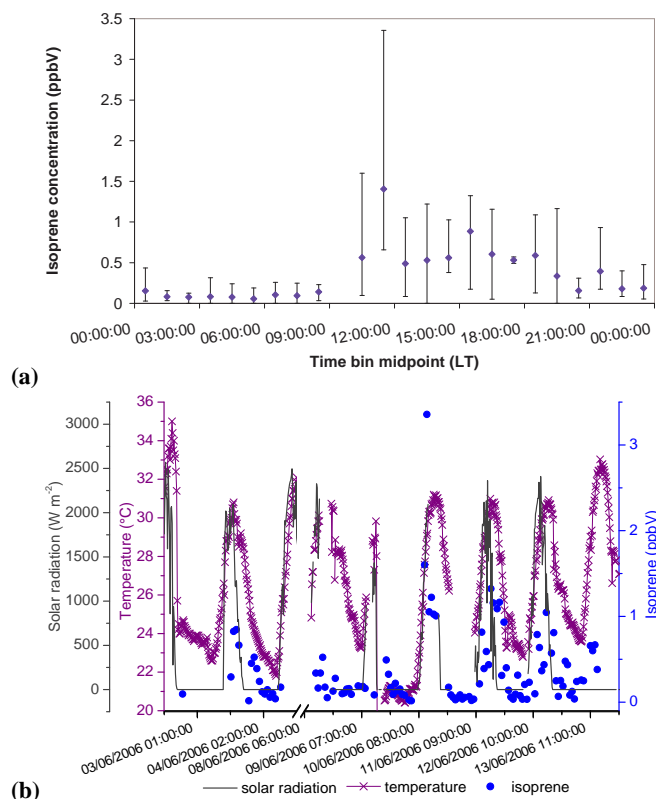 3.5
3
2.5
2
1.5
1
0.5
0
Isoprene concentration (ppbV)
00:00:00 03:00:00 06:00:00 09:00:00 12:00:00 15:00:00 18:00:00 21:00:00 00:00:00
Time bin midpoint (LT)
(a)
Solar radiation (W m-2)
3000
2500
2000
1500
1000
500
0
Temperature (°C)
36
34
32
30
28
26
24
22
20
3
2
1
0
Isoprene (ppbV)
03/06/2006 01:00:00 04/06/2006 02:00:00 08/06/2006 06:00:00 09/06/2006 07:00:00 10/06/2006 08:00:00 11/06/2006 09:00:00 12/06/2006 10:00:00 13/06/2006 11:00:00
solar radiation temperature isoprene
(b)